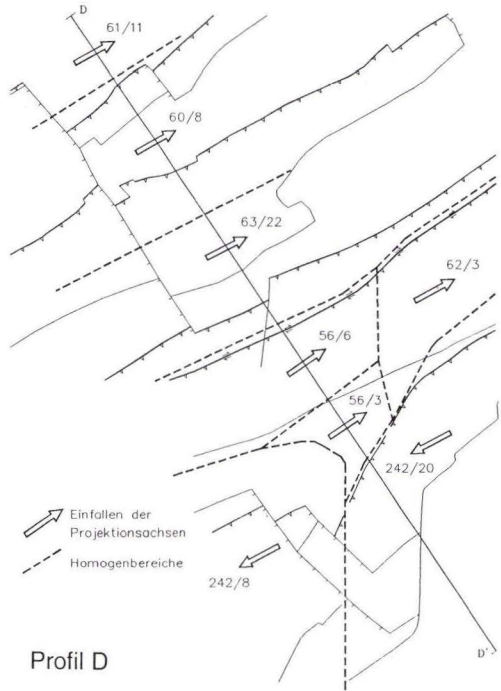 D
61/11
60/8
63/22
62/3
56/6
56/3
242/20
Einfallen der
Projektionsachsen
Homogenbereiche
242/8
D'
Profil D